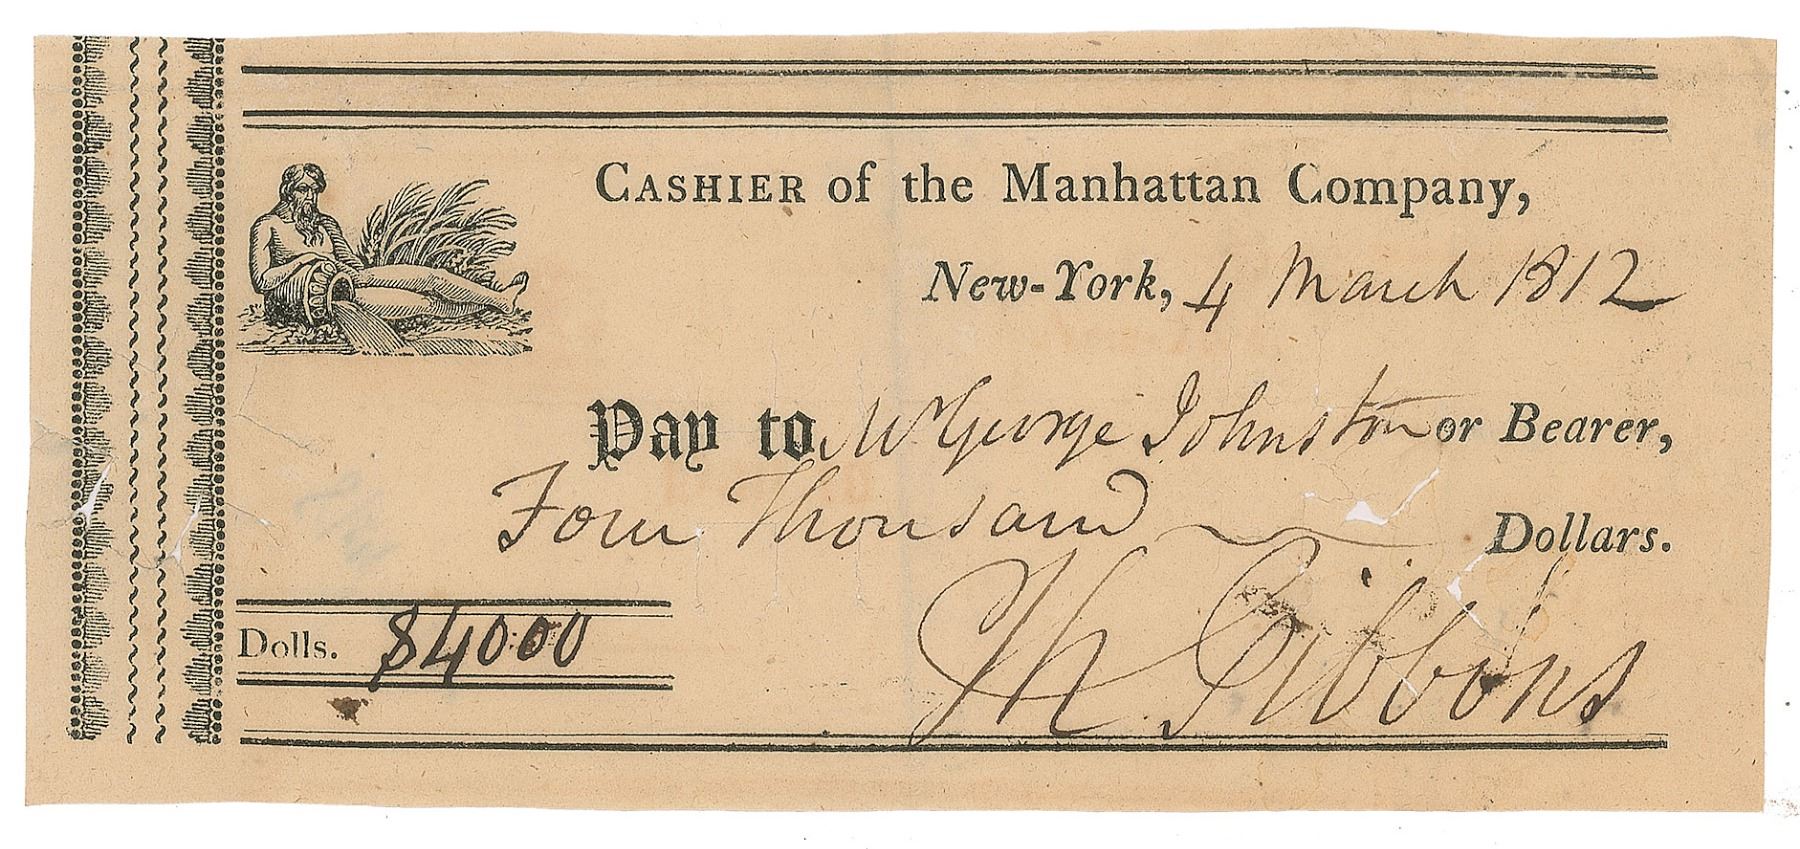 CASHIER of the Manhattan Company,
New-York, 4 March 1812
Pay to Mr George Johnston or Bearer,
Four Thousand Dollars.
Dolls. $4000
Th Gibbons